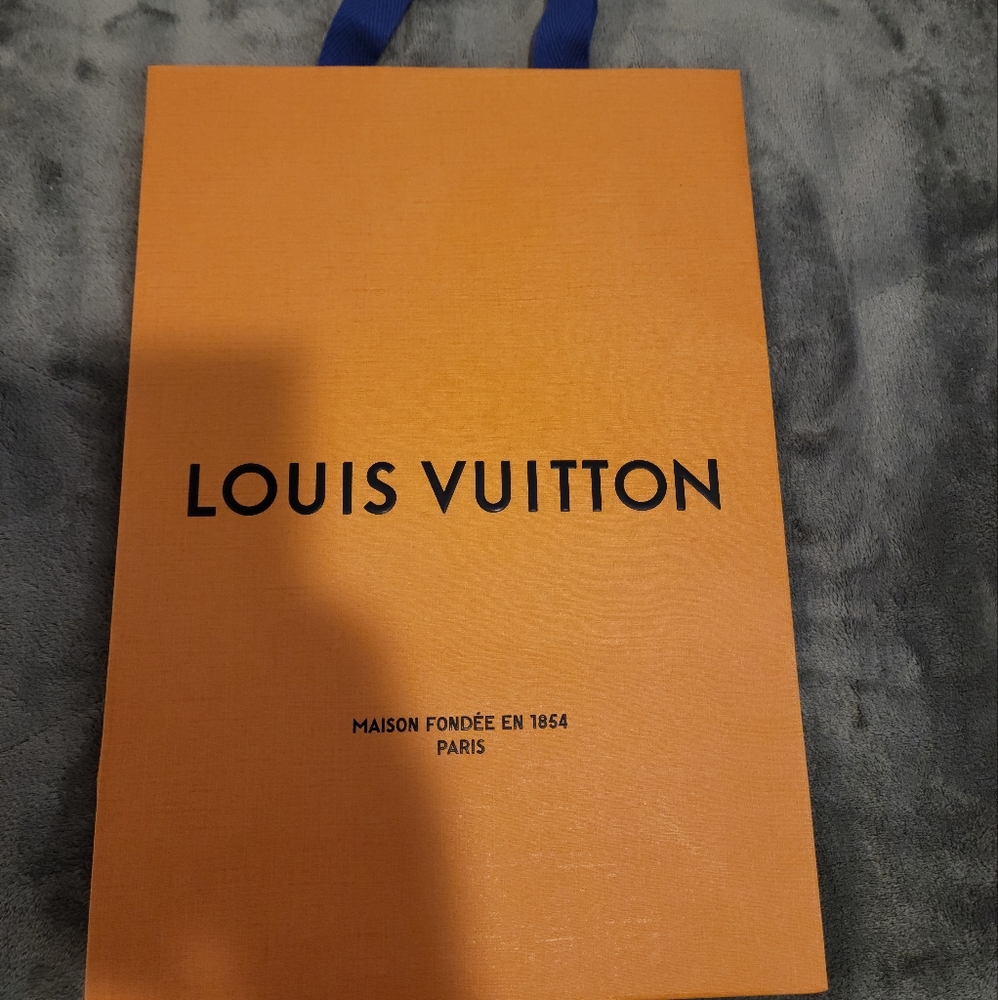 LOUIS VUITTON
MAISON FONDÉE EN 1854
PARIS